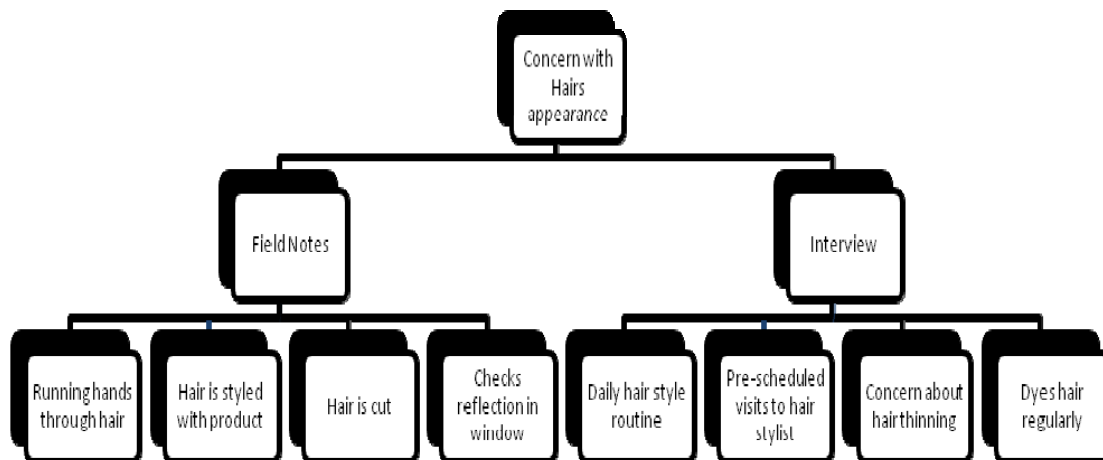 Concern with
Hairs
appearance
Field Notes
Interview
Running hands
through hair
Hair is styled
with product
Hair is cut
Checks
reflection in
window
Daily hair style
routine
Pre-scheduled
visits to hair
stylist
Concern about
hair thinning
Dyes hair
regularly